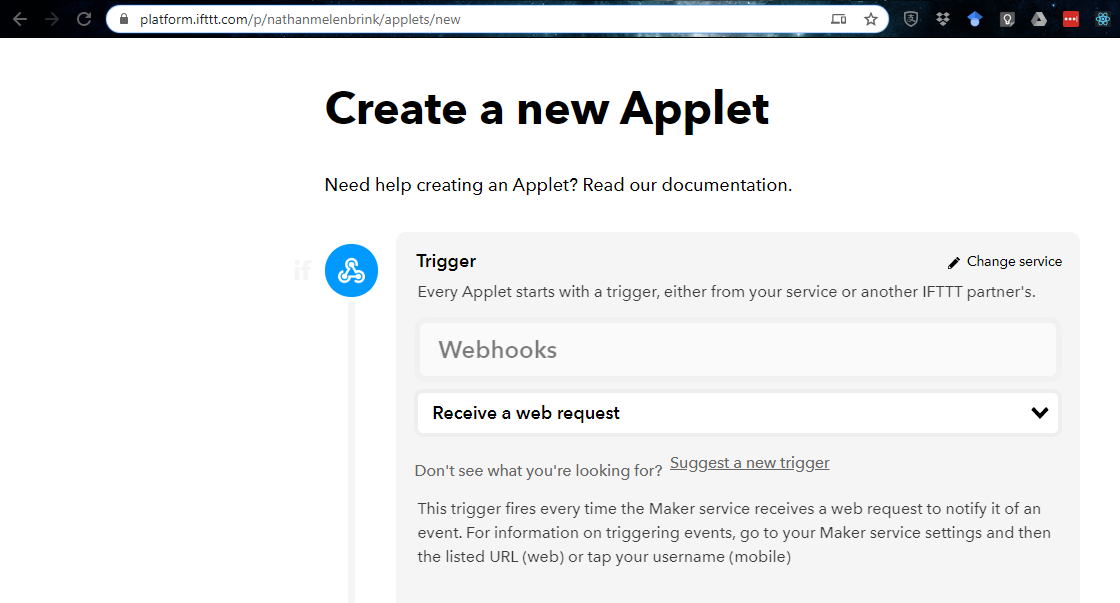 platform.ifttt.com/p/nathanmelenbrink/applets/new
Create a new Applet
Need help creating an Applet? Read our documentation.
if
Trigger
Change service
Every Applet starts with a trigger, either from your service or another IFTTT partner's.
Webhooks
Receive a web request
Don't see what you're looking for? Suggest a new trigger
This trigger fires every time the Maker service receives a web request to notify it of an
event. For information on triggering events, go to your Maker service settings and then
the listed URL (web) or tap your username (mobile)